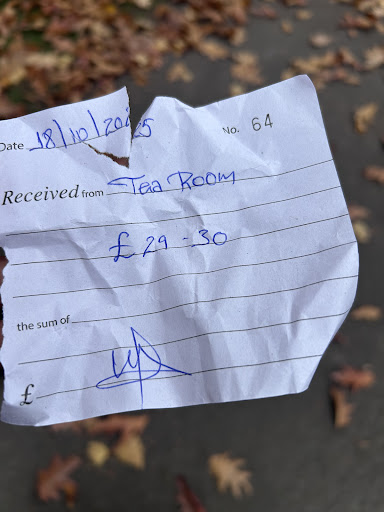 Date 18/10/2025 No. 64
Received from Tea Room
£29-30
the sum of
£